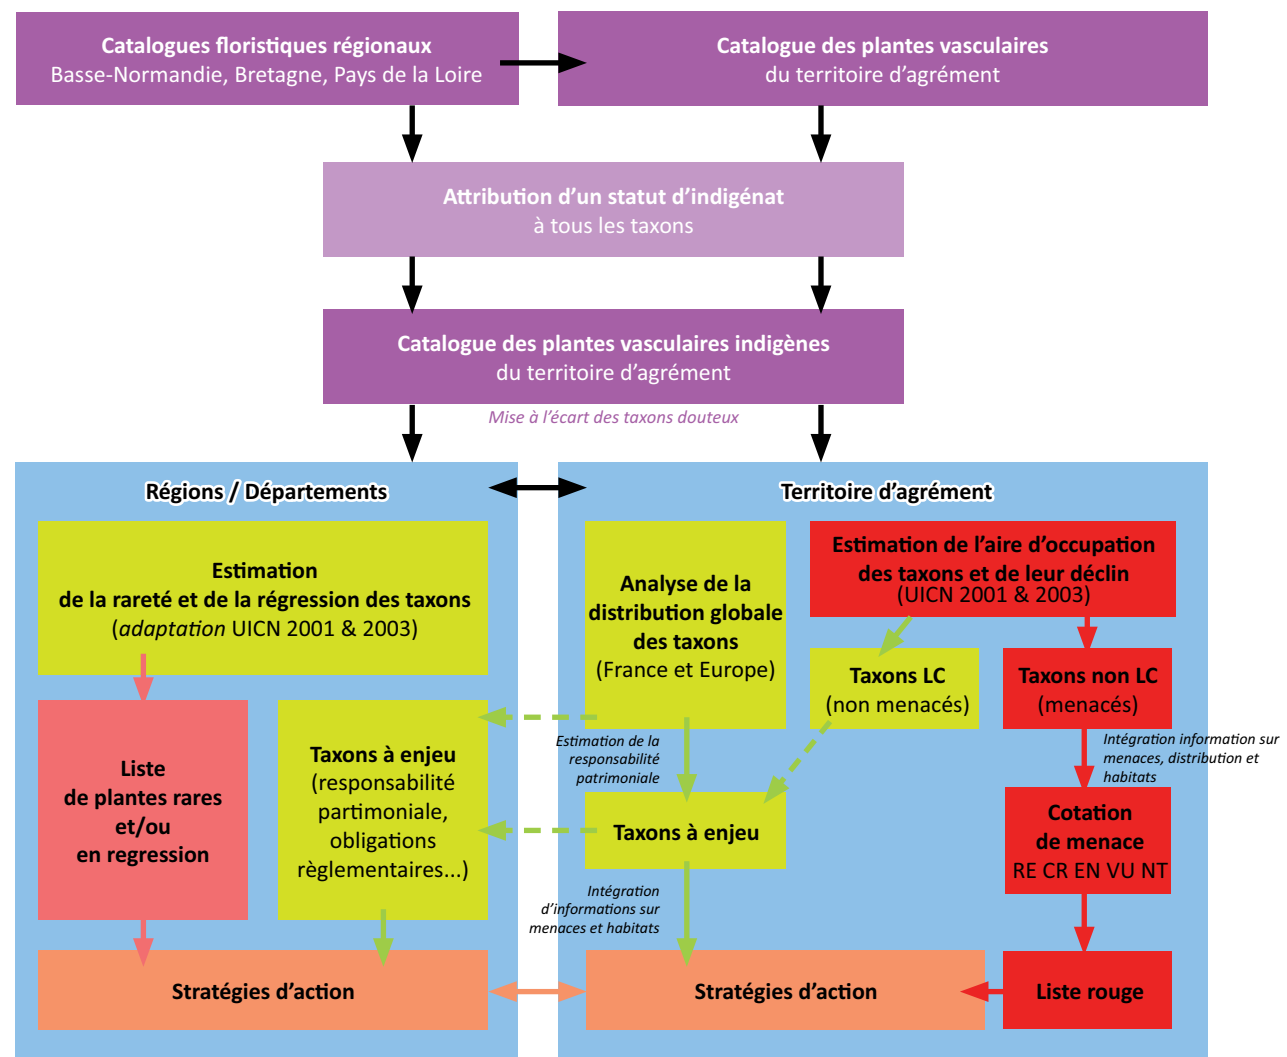 Catalogues floristiques régionaux
Basse-Normandie, Bretagne, Pays de la Loire
Catalogue des plantes vasculaires
du territoire d'agrément
Attribution d'un statut d'indigénat
à tous les taxons
Catalogue des plantes vasculaires indigènes
du territoire d'agrément
Mise à l'écart des taxons douteux
Régions / Départements
Estimation
de la rareté et de la régression des taxons
(adaptation UICN 2001 & 2003)
Liste
de plantes rares
et/ou
en regression
Taxons à enjeu
(responsabilité
partimoniale,
obligations
règlementaires...)
Stratégies d'action
Territoire d'agrément
Analyse de la
distribution globale
des taxons
(France et Europe)
Estimation de l'aire d'occupation
des taxons et de leur déclin
(UICN 2001 & 2003)
Taxons LC
(non menacés)
Taxons non LC
(menacés)
Estimation de la
responsabilité
patrimoniale
Intégration information sur
menaces, distribution et
habitats
Taxons à enjeu
Cotation
de menace
RE CR EN VU NT
Intégration
d'informations sur
menaces et habitats
Stratégies d'action
Liste rouge